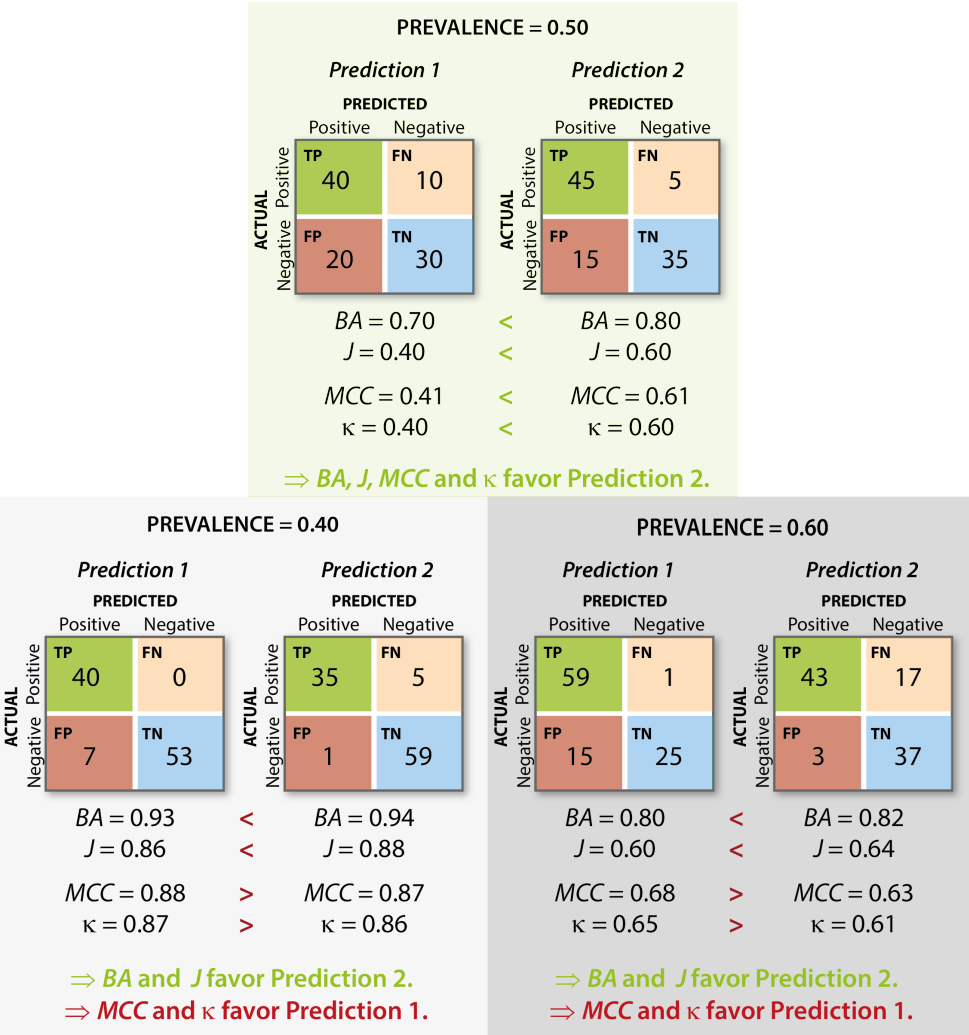 PREVALENCE = 0.50
Prediction 1 Prediction 2
PREDICTED PREDICTED
Positive Negative Positive Negative
ACTUAL Positive Negative ACTUAL Positive Negative
TP FN TP FN
40 10 45 5
FP TN FP TN
20 30 15 35
BA = 0.70 < BA = 0.80
J = 0.40 < J = 0.60
MCC = 0.41 < MCC = 0.61
κ = 0.40 < κ = 0.60
⇒ BA, J, MCC and κ favor Prediction 2.
PREVALENCE = 0.40
Prediction 1 Prediction 2
PREDICTED PREDICTED
Positive Negative Positive Negative
ACTUAL Positive Negative ACTUAL Positive Negative
TP FN TP FN
40 0 35 5
FP TN FP TN
7 53 1 59
BA = 0.93 < BA = 0.94
J = 0.86 < J = 0.88
MCC = 0.88 > MCC = 0.87
κ = 0.87 > κ = 0.86
⇒ BA and J favor Prediction 2.
⇒ MCC and κ favor Prediction 1.
PREVALENCE = 0.60
Prediction 1 Prediction 2
PREDICTED PREDICTED
Positive Negative Positive Negative
ACTUAL Positive Negative ACTUAL Positive Negative
TP FN TP FN
59 1 43 17
FP TN FP TN
15 25 3 37
BA = 0.80 < BA = 0.82
J = 0.60 < J = 0.64
MCC = 0.68 > MCC = 0.63
κ = 0.65 > κ = 0.61
⇒ BA and J favor Prediction 2.
⇒ MCC and κ favor Prediction 1.